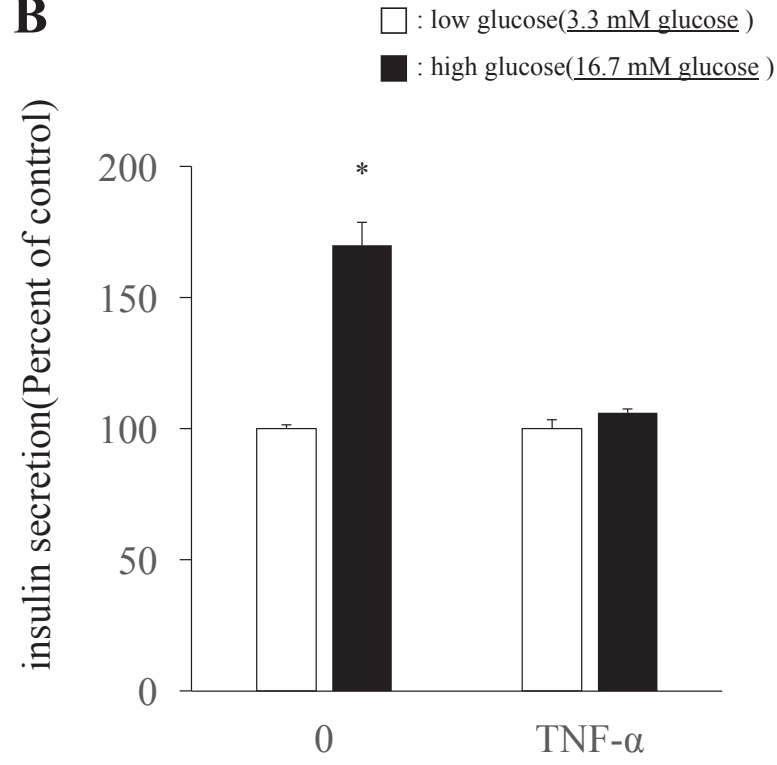 B
: low glucose(3.3 mM glucose )
: high glucose(16.7 mM glucose )
insulin secretion(Percent of control)
200
*
150
100
50
0
0
TNF-α